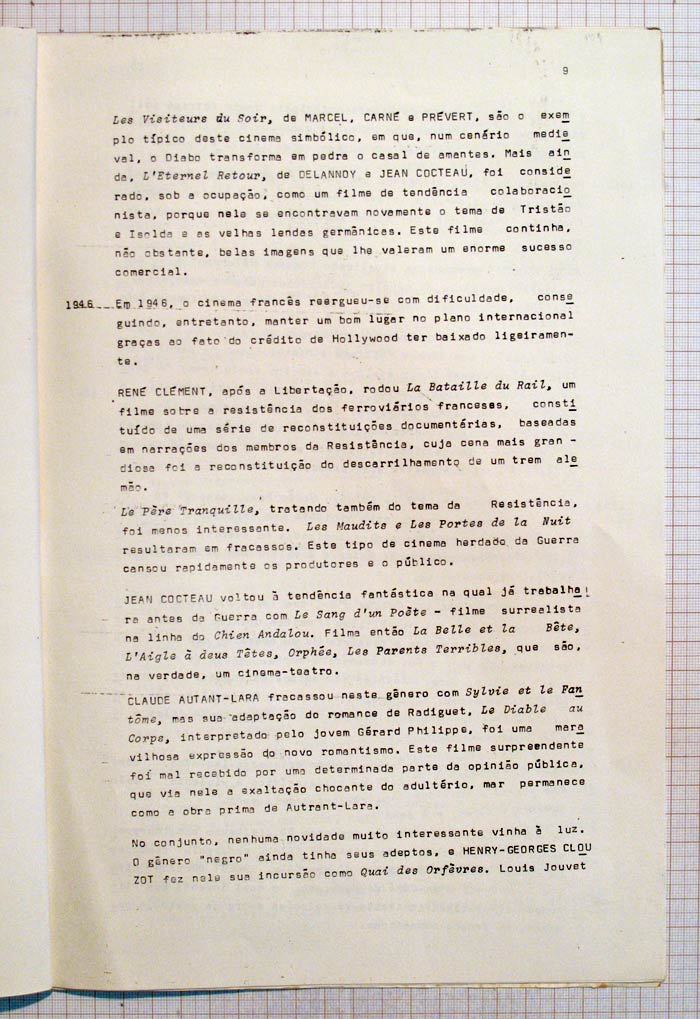 9
Les Visiteurs du Soir, de MARCEL, CARNÉ e PRÉVERT, são o exem
plo típico deste cinema simbólico, em que, num cenário medie
val, o Diabo transforma em pedra o casal de amantes. Mais ain
da, L'Eternel Retour, de DELANNOY e JEAN COCTEAU, foi conside
rado, sob a ocupação, como um filme de tendência colaboracio
nista, porque nele se encontravam novamente o tema de Tristão
e Isolda e as velhas lendas germânicas. Este filme continha,
não obstante, belas imagens que lhe valeram um enorme sucesso
comercial.
1946 Em 1946, o cinema francês reergueu-se com dificuldade, conse
guindo, entretanto, manter um bom lugar no plano internacional
graças ao fato do crédito de Hollywood ter baixado ligeiramen-
te.
RENÉ CLÉMENT, após a Libertação, rodou La Bataille du Rail, um
filme sobre a resistência dos ferroviários franceses, consti
tuído de uma série de reconstituições documentárias, baseadas
em narrações dos membros da Resistência, cuja cena mais gran -
diosa foi a reconstituição do descarrilhamento de um trem ale
mão.
Le Père Tranquille, tratando também do tema da Resistência,
foi menos interessante. Les Maudits e Les Portes de la Nuit
resultaram em fracassos. Este tipo de cinema herdado da Guerra
cansou rapidamente os produtores e o público.
JEAN COCTEAU voltou à tendência fantástica na qual já trabalha
ra antes da Guerra com Le Sang d'un Poète - filme surrealista
na linha do Chien Andalou. Filma então La Belle et la Bête,
L'Aigle à deus Têtes, Orphée, Les Parents Terribles, que são,
na verdade, um cinema-teatro.
CLAUDE AUTANT-LARA fracassou neste gênero com Sylvie et le Fan
tôme, mas sua adaptação do romance de Radiguet, Le Diable au
Corps, interpretado pelo jovem Gérard Philippe, foi uma mara
vilhosa expressão do novo romantismo. Este filme surpreendente
foi mal recebido por uma determinada parte da opinião pública,
que via nele a exaltação chocante do adultério, mar permanece
como a obra prima de Autrant-Lara.
No conjunto, nenhuma novidade muito interessante vinha à luz.
O gênero "negro" ainda tinha seus adeptos, e HENRY-GEORGES CLOU
ZOT fez nele sua incursão como Quai des Orfèvres. Louis Jouvet